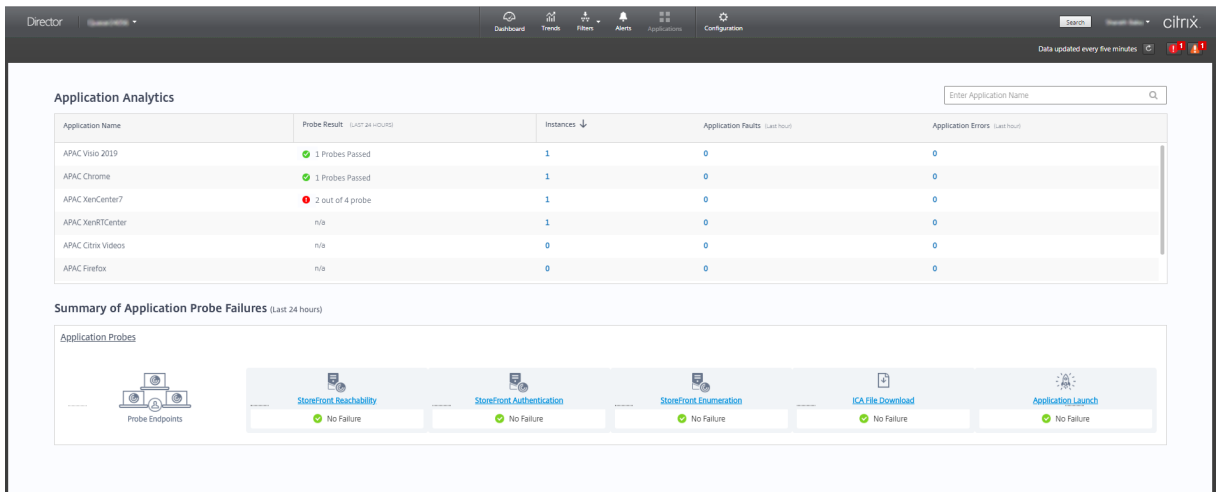 Director
Dashboard Trends Filters Alerts Applications Configuration
Search
citrix
Data updated every five minutes
1 1
Application Analytics
Enter Application Name
Application Name Probe Result (LAST 24 HOURS) Instances Application Faults (Last hour) Application Errors (Last hour)
APAC Visio 2019 1 Probes Passed 1 0 0
APAC Chrome 1 Probes Passed 1 0 0
APAC XenCenter7 2 out of 4 probe 1 0 0
APAC XenRTCenter n/a 1 0 0
APAC Citrix Videos n/a 0 0 0
APAC Firefox n/a 0 0 0
Summary of Application Probe Failures (Last 24 hours)
Application Probes
StoreFront Reachability StoreFront Authentication StoreFront Enumeration ICA File Download Application Launch
Probe Endpoints No Failure No Failure No Failure No Failure No Failure